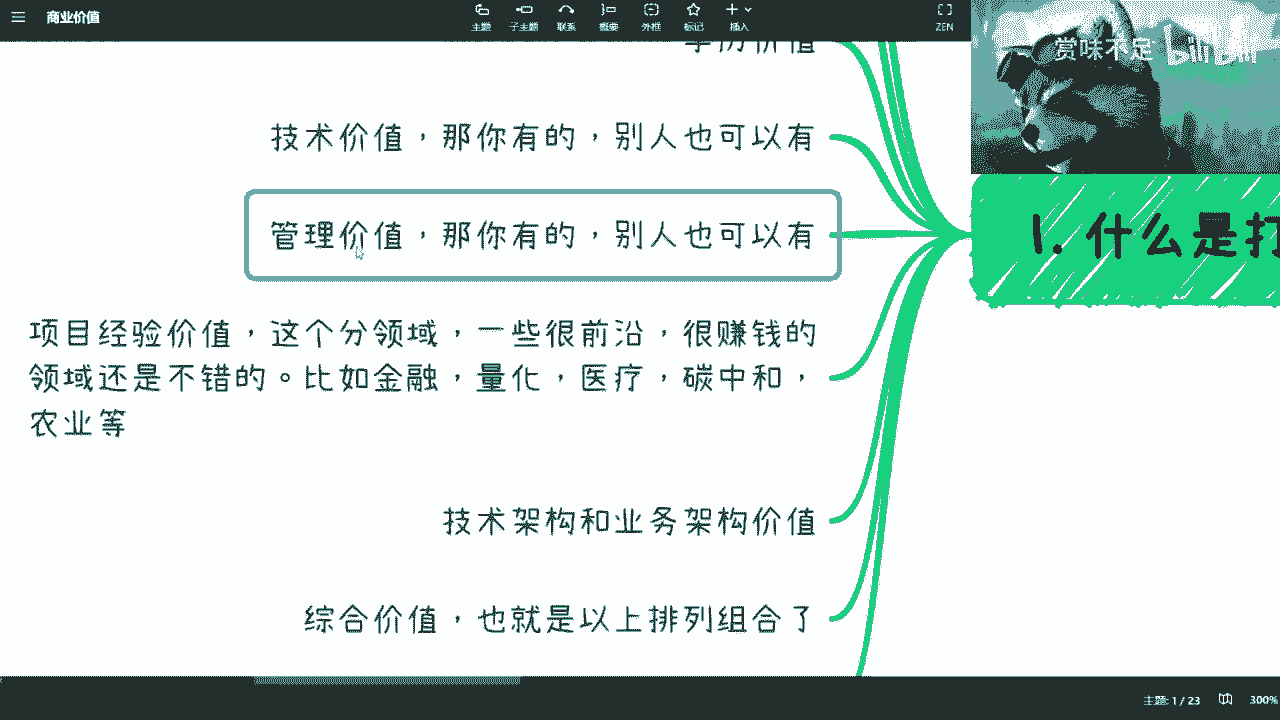 商业价值
主题
子主题
联系
概要
外框
标记
插入
ZEN
赏味不足 bilibili
学历价值
技术价值，那你有的，别人也可以有
管理价值，那你有的，别人也可以有
1. 什么是打
项目经验价值，这个分领域，一些很前沿，很赚钱的
领域还是不错的。比如金融，量化，医疗，碳中和，
农业等
技术架构和业务架构价值
综合价值，也就是以上排列组合了
主题: 1 / 23
300%